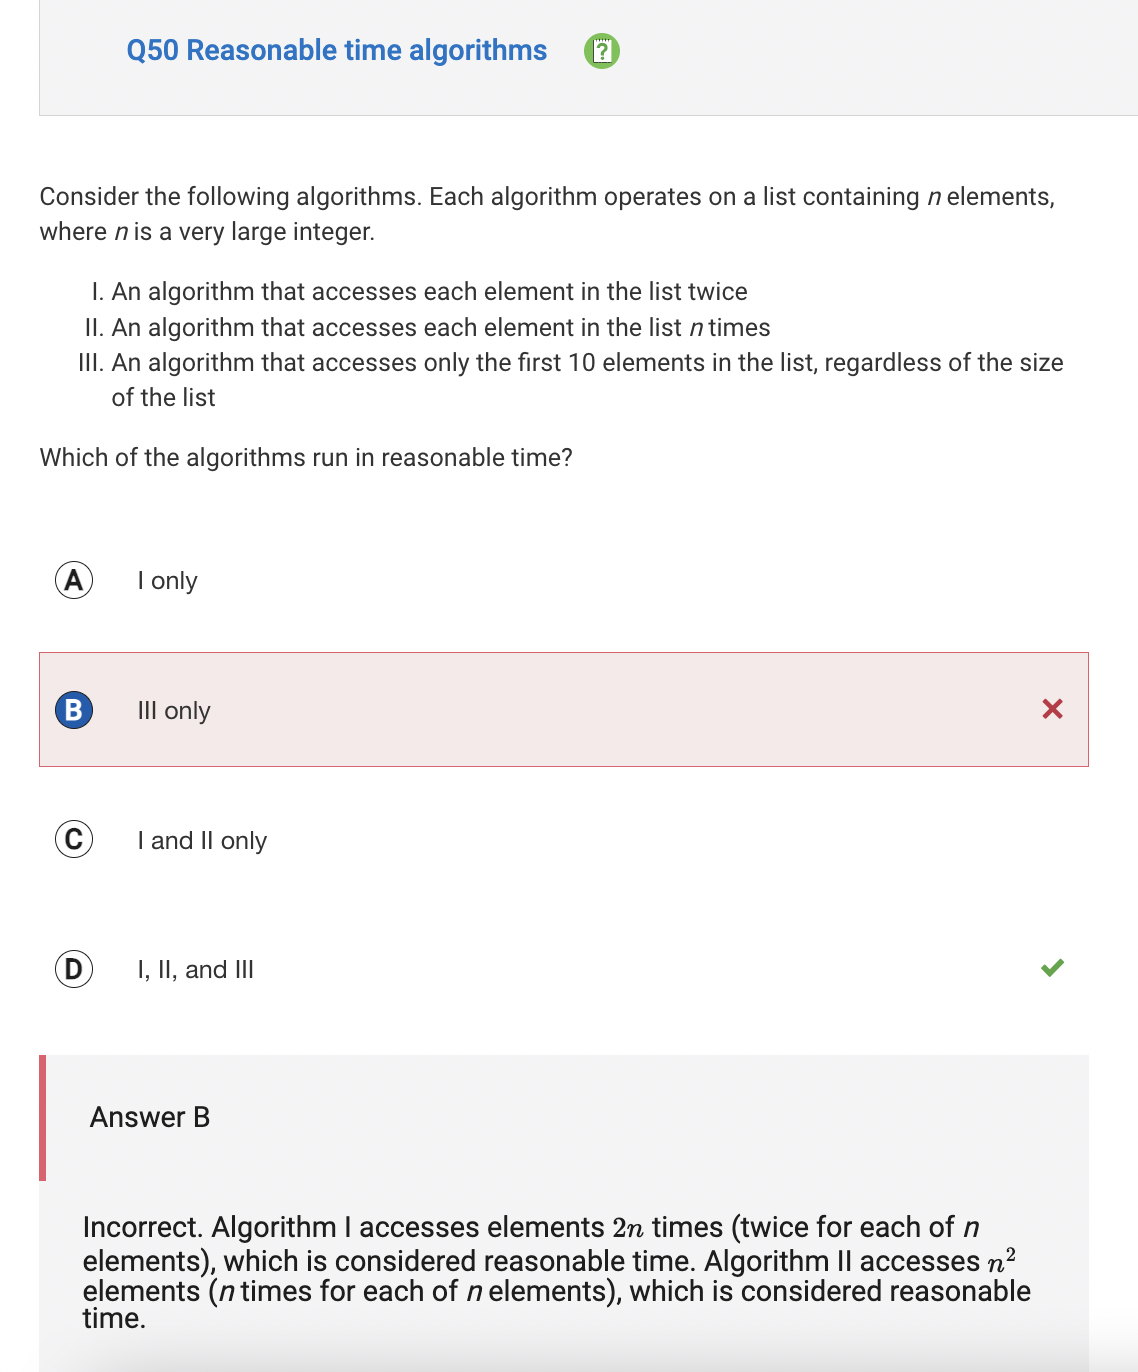 Q50 Reasonable time algorithms ?
Consider the following algorithms. Each algorithm operates on a list containing n elements,
where n is a very large integer.
I. An algorithm that accesses each element in the list twice
II. An algorithm that accesses each element in the list n times
III. An algorithm that accesses only the first 10 elements in the list, regardless of the size
of the list
Which of the algorithms run in reasonable time?
A I only
B III only
C I and II only
D I, II, and III
Answer B
Incorrect. Algorithm I accesses elements 2n times (twice for each of n
elements), which is considered reasonable time. Algorithm II accesses n²
elements (n times for each of n elements), which is considered reasonable
time.